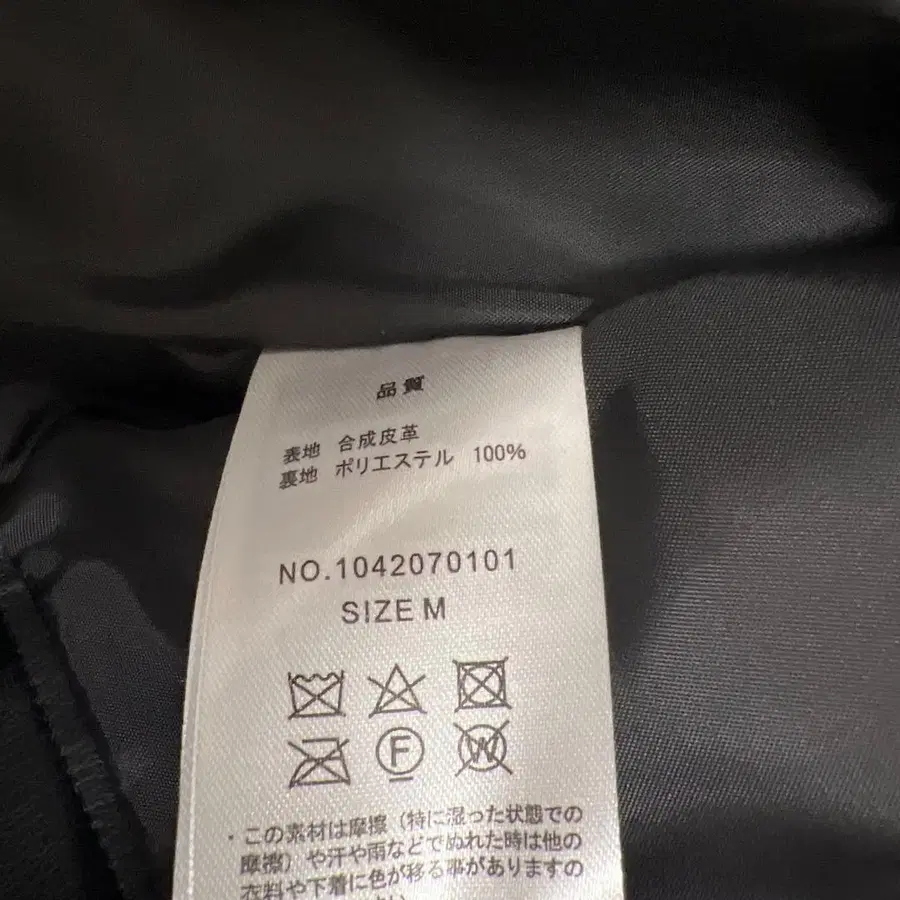 品質
表地 合成皮革
裏地 ポリエステル 100%
NO.1042070101
SIZE M
F
W
・この素材は摩擦（特に湿った状態での
摩擦）や汗や雨などでぬれた時は他の
衣料や下着に色が移る事がありますの